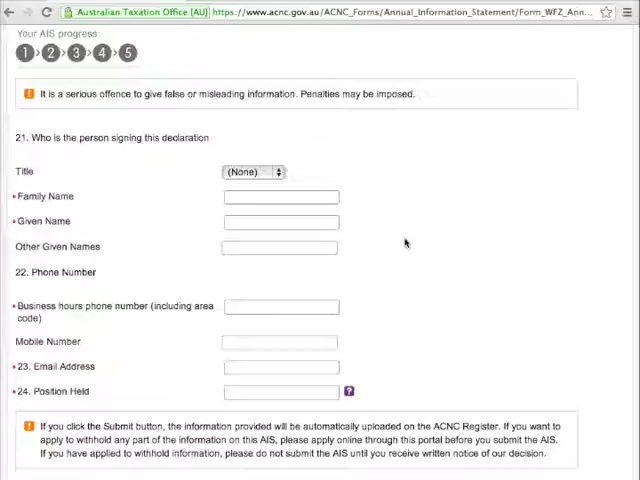 Australian Taxation Office [AU] https://www.acnc.gov.au/ACNC_Forms/Annual_Information_Statement/Form_WFZ_Ann...
Your AIS progress:
1 > 2 > 3 > 4 > 5
! It is a serious offence to give false or misleading information. Penalties may be imposed.
21. Who is the person signing this declaration
Title (None)
* Family Name
* Given Name
Other Given Names
22. Phone Number
* Business hours phone number (including area
code)
Mobile Number
* 23. Email Address
* 24. Position Held ?
! If you click the Submit button, the information provided will be automatically uploaded on the ACNC Register. If you want to
apply to withhold any part of the information on this AIS, please apply online through this portal before you submit the AIS.
If you have applied to withhold information, please do not submit the AIS until you receive written notice of our decision.